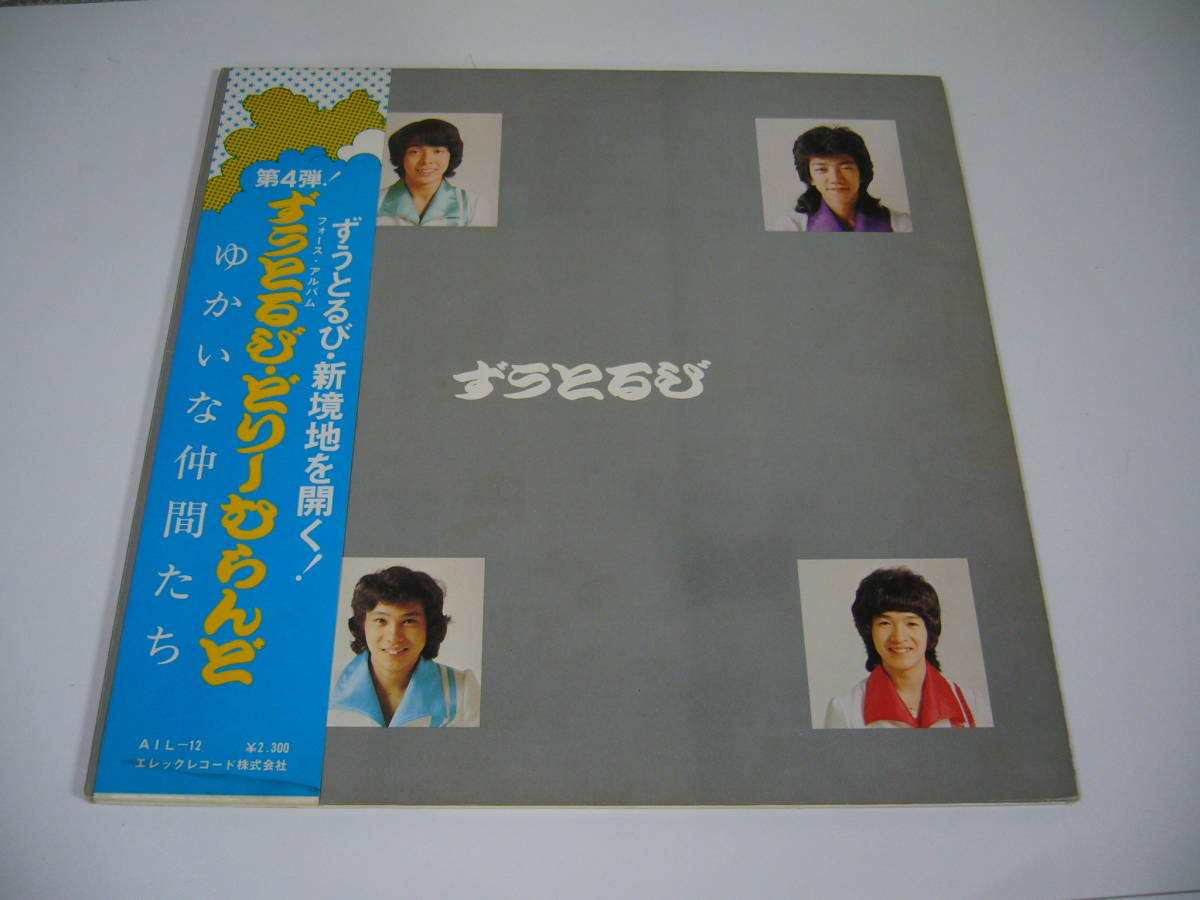 第4弾!
ずうとるび・新境地を開く!
フォース・アルバム
ずうとるび・どりーむらんど
ゆかいな仲間たち
AIL-12 ¥2.300
エレックレコード株式会社
ずうとるび